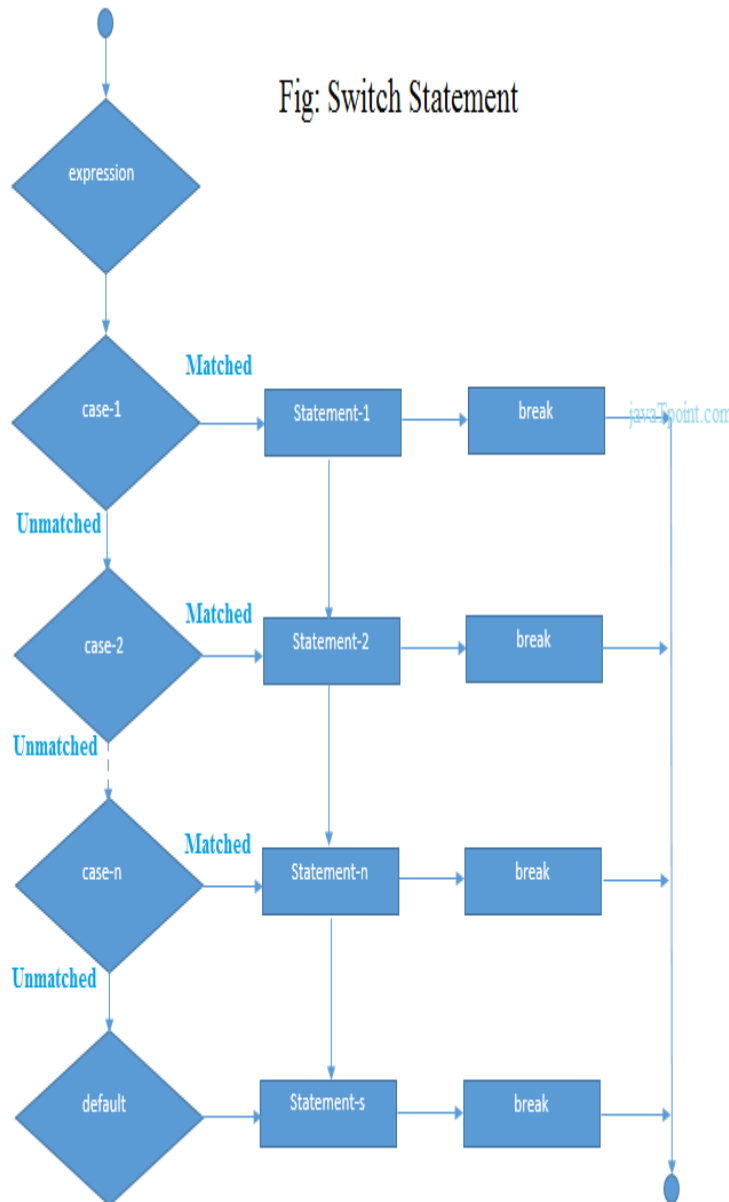 Fig: Switch Statement
expression
Matched
case-1
Statement-1
break
javaTpoint.com
Unmatched
Matched
case-2
Statement-2
break
Unmatched
Matched
case-n
Statement-n
break
Unmatched
default
Statement-s
break